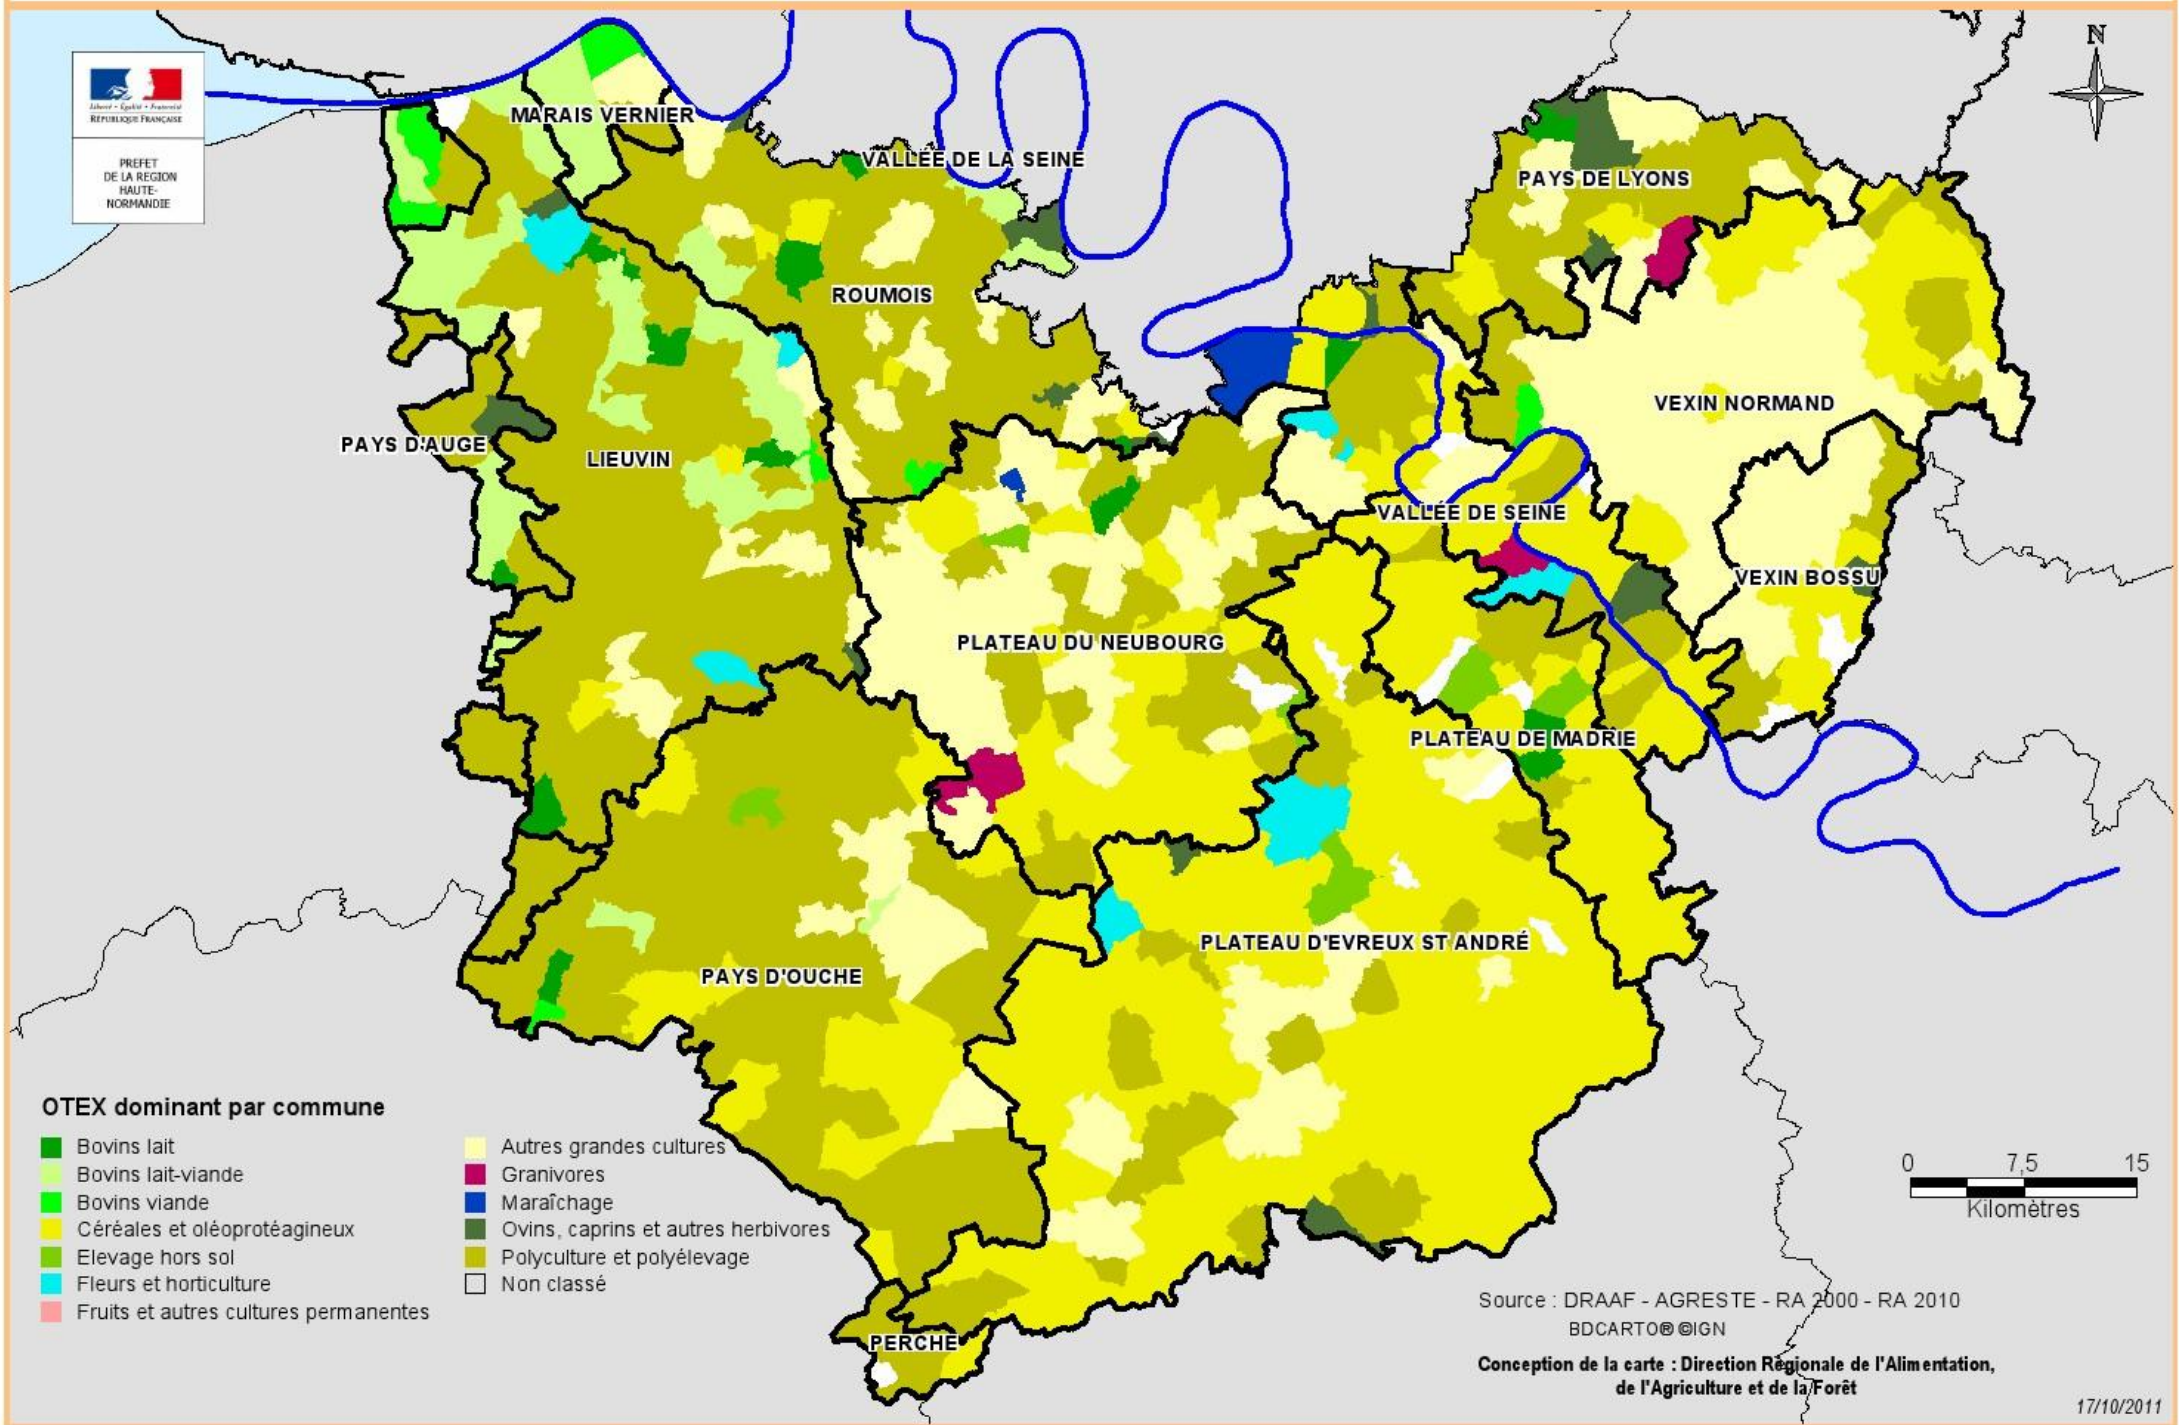 N
Liberté • Égalité • Fraternité
RÉPUBLIQUE FRANÇAISE
PREFET
DE LA REGION
HAUTE-
NORMANDIE
MARAIS VERNIER
VALLÉE DE LA SEINE
PAYS DE LYONS
ROUMOIS
VEXIN NORMAND
PAYS D'AUGE
LIEUVIN
VALLÉE DE SEINE
VEXIN BOSSU
PLATEAU DU NEUBOURG
PLATEAU DE MADRIE
PLATEAU D'EVREUX ST ANDRÉ
PAYS D'OUCHE
PERCHE
OTEX dominant par commune
Bovins lait
Bovins lait-viande
Bovins viande
Céréales et oléoprotéagineux
Elevage hors sol
Fleurs et horticulture
Fruits et autres cultures permanentes
Autres grandes cultures
Granivores
Maraîchage
Ovins, caprins et autres herbivores
Polyculture et polyélevage
Non classé
0 7,5 15
Kilomètres
Source : DRAAF - AGRESTE - RA 2000 - RA 2010
BDCARTO® ©IGN
Conception de la carte : Direction Régionale de l'Alimentation,
de l'Agriculture et de la Forêt
17/10/2011